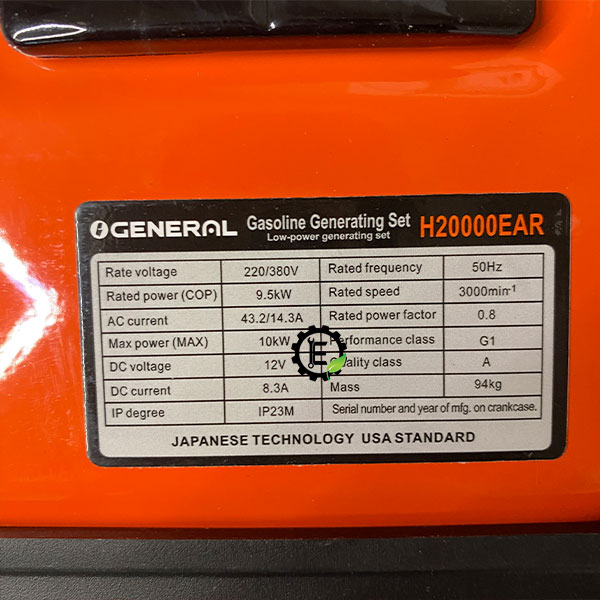 GENERAL Gasoline Generating Set H20000EAR
Low-power generating set
Rate voltage 220/380V Rated frequency 50Hz
Rated power (COP) 9.5kW Rated speed 3000min-1
AC current 43.2/14.3A Rated power factor 0.8
Max power (MAX) 10kW Performance class G1
DC voltage 12V Quality class A
DC current 8.3A Mass 94kg
IP degree IP23M Serial number and year of mfg. on crankcase.
JAPANESE TECHNOLOGY USA STANDARD